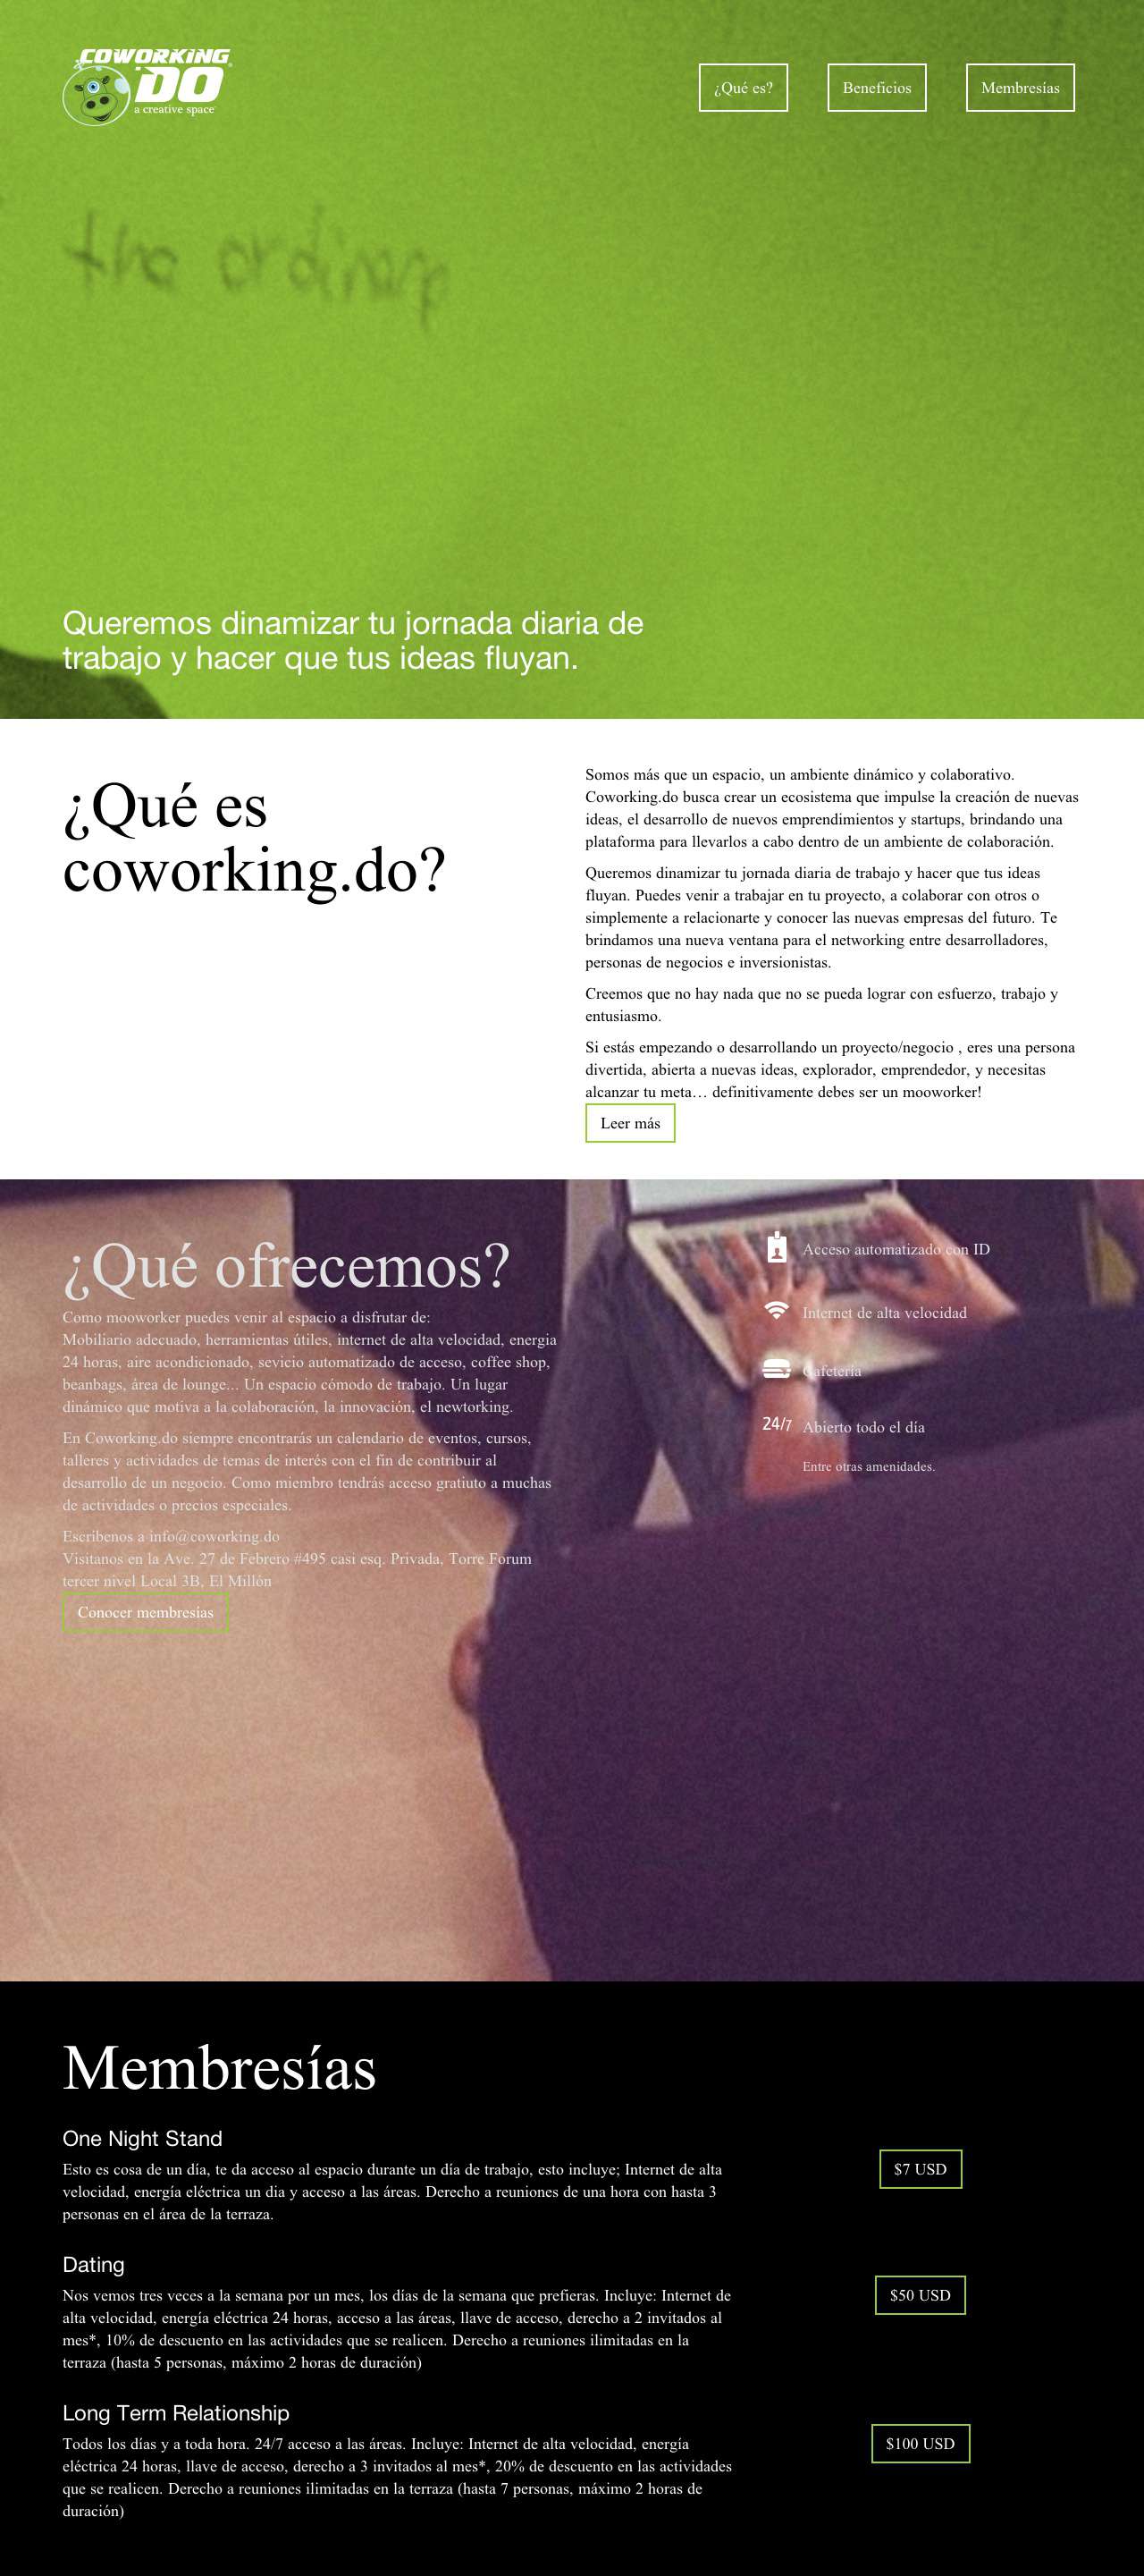 COWORKING
DO
a creative space
¿Qué es?
Beneficios
Membresías
the ordinary
Queremos dinamizar tu jornada diaria de
trabajo y hacer que tus ideas fluyan.
¿Qué es
coworking.do?
Somos más que un espacio, un ambiente dinámico y colaborativo.
Coworking.do busca crear un ecosistema que impulse la creación de nuevas
ideas, el desarrollo de nuevos emprendimientos y startups, brindando una
plataforma para llevarlos a cabo dentro de un ambiente de colaboración.
Queremos dinamizar tu jornada diaria de trabajo y hacer que tus ideas
fluyan. Puedes venir a trabajar en tu proyecto, a colaborar con otros o
simplemente a relacionarte y conocer las nuevas empresas del futuro. Te
brindamos una nueva ventana para el networking entre desarrolladores,
personas de negocios e inversionistas.
Creemos que no hay nada que no se pueda lograr con esfuerzo, trabajo y
entusiasmo.
Si estás empezando o desarrollando un proyecto/negocio , eres una persona
divertida, abierta a nuevas ideas, explorador, emprendedor, y necesitas
alcanzar tu meta… definitivamente debes ser un mooworker!
Leer más
¿Qué ofrecemos?
Como mooworker puedes venir al espacio a disfrutar de:
Mobiliario adecuado, herramientas útiles, internet de alta velocidad, energia
24 horas, aire acondicionado, sevicio automatizado de acceso, coffee shop,
beanbags, área de lounge... Un espacio cómodo de trabajo. Un lugar
dinámico que motiva a la colaboración, la innovación, el newtorking.
En Coworking.do siempre encontrarás un calendario de eventos, cursos,
talleres y actividades de temas de interés con el fin de contribuir al
desarrollo de un negocio. Como miembro tendrás acceso gratiuto a muchas
de actividades o precios especiales.
Escribenos a info@coworking.do
Visitanos en la Ave. 27 de Febrero #495 casi esq. Privada, Torre Forum
tercer nivel Local 3B, El Millón
Conocer membresias
Acceso automatizado con ID
Internet de alta velocidad
Cafetería
24/7 Abierto todo el día
Entre otras amenidades.
Membresías
One Night Stand
Esto es cosa de un día, te da acceso al espacio durante un día de trabajo, esto incluye; Internet de alta
velocidad, energía eléctrica un dia y acceso a las áreas. Derecho a reuniones de una hora con hasta 3
personas en el área de la terraza.
$7 USD
Dating
Nos vemos tres veces a la semana por un mes, los días de la semana que prefieras. Incluye: Internet de
alta velocidad, energía eléctrica 24 horas, acceso a las áreas, llave de acceso, derecho a 2 invitados al
mes*, 10% de descuento en las actividades que se realicen. Derecho a reuniones ilimitadas en la
terraza (hasta 5 personas, máximo 2 horas de duración)
$50 USD
Long Term Relationship
Todos los días y a toda hora. 24/7 acceso a las áreas. Incluye: Internet de alta velocidad, energía
eléctrica 24 horas, llave de acceso, derecho a 3 invitados al mes*, 20% de descuento en las actividades
que se realicen. Derecho a reuniones ilimitadas en la terraza (hasta 7 personas, máximo 2 horas de
duración)
$100 USD